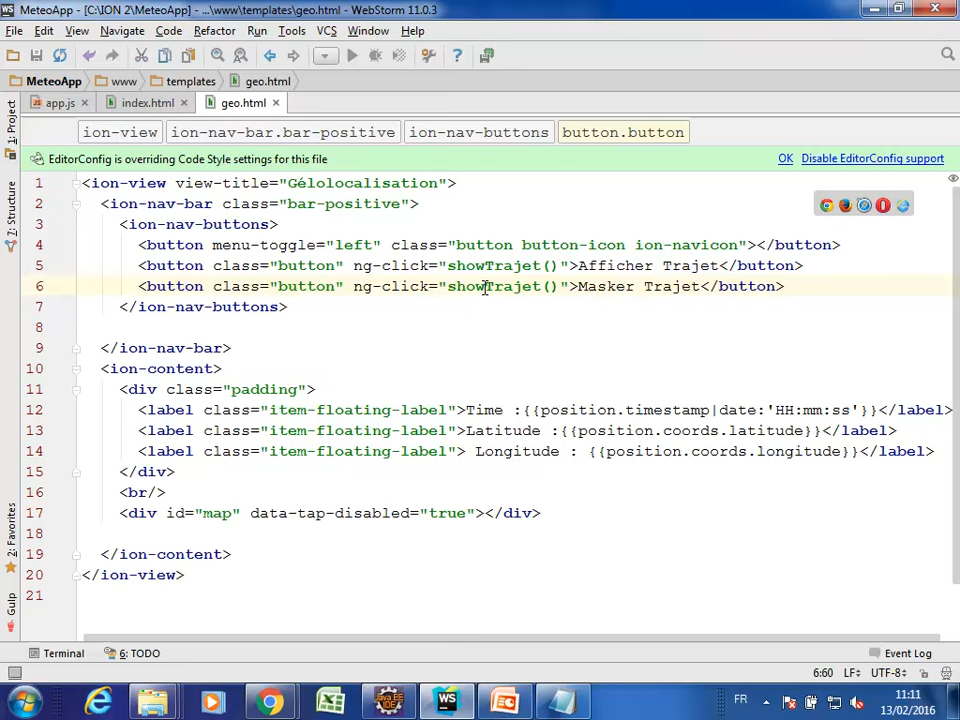 MeteoApp - [C:\ION 2\MeteoApp] - ...\www\templates\geo.html - WebStorm 11.0.3
File Edit View Navigate Code Refactor Run Tools VCS Window Help
MeteoApp www templates geo.html
app.js index.html geo.html
ion-view ion-nav-bar.bar-positive ion-nav-buttons button.button
EditorConfig is overriding Code Style settings for this file OK Disable EditorConfig support
1 <ion-view view-title="Gélolocalisation">
2 <ion-nav-bar class="bar-positive">
3 <ion-nav-buttons>
4 <button menu-toggle="left" class="button button-icon ion-navicon"></button>
5 <button class="button" ng-click="showTrajet()">Afficher Trajet</button>
6 <button class="button" ng-click="showTrajet()">Masker Trajet</button>
7 </ion-nav-buttons>
8
9 </ion-nav-bar>
10 <ion-content>
11 <div class="padding">
12 <label class="item-floating-label">Time :{{position.timestamp|date:'HH:mm:ss'}}</label>
13 <label class="item-floating-label">Latitude :{{position.coords.latitude}}</label>
14 <label class="item-floating-label"> Longitude : {{position.coords.longitude}}</label>
15 </div>
16 <br/>
17 <div id="map" data-tap-disabled="true"></div>
18
19 </ion-content>
20 </ion-view>
21
1: Project
7: Structure
2: Favorites
Gulp
Terminal 6: TODO Event Log
6:60 LF UTF-8
Java EE IDE WS FR 11:11
13/02/2016